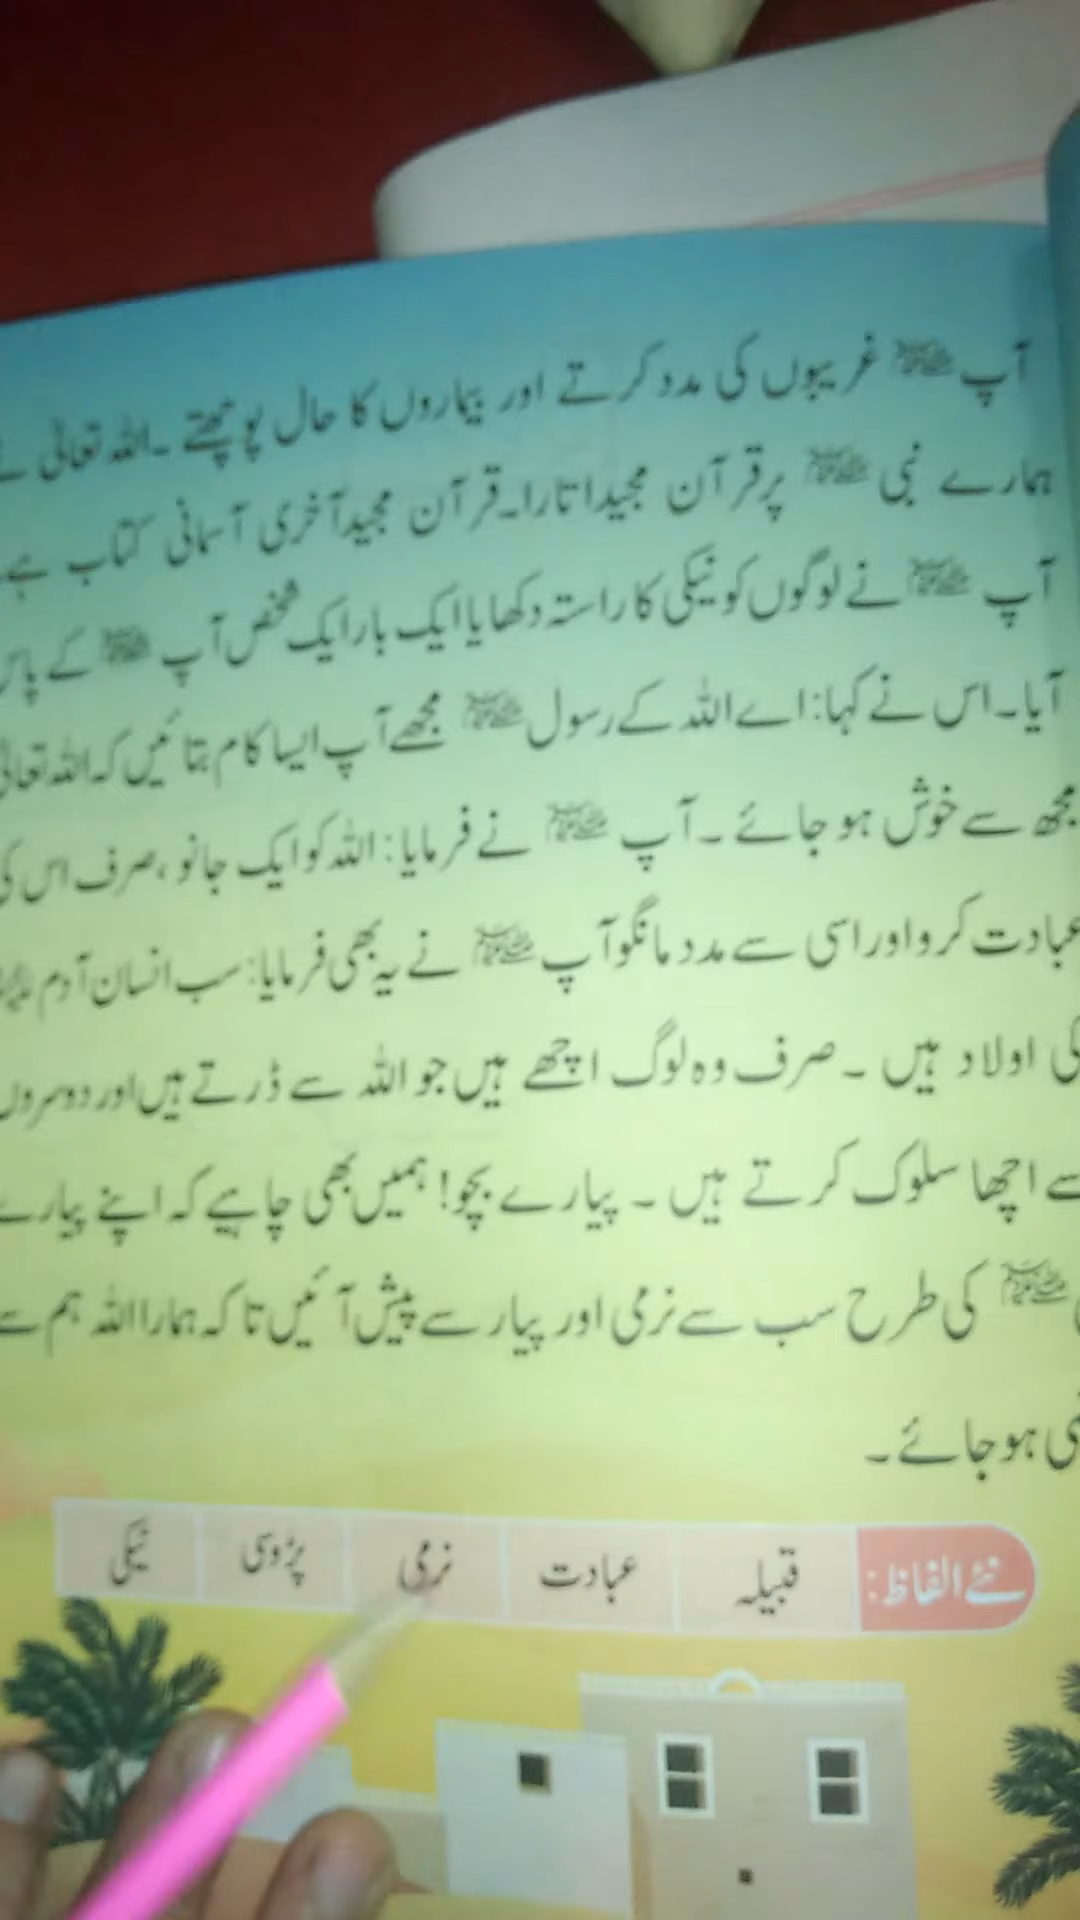 آپ ﷺ غریبوں کی مدد کرتے اور بیماروں کا حال پوچھتے ۔ اللہ تعالیٰ نے
ہمارے نبی ﷺ پر قرآن مجید اتارا۔ قرآن مجید آخری آسمانی کتاب ہے۔
آپ ﷺ نے لوگوں کو نیکی کا راستہ دکھایا ایک بار ایک شخص آپ ﷺ کے پاس
آیا۔ اس نے کہا: اے اللہ کے رسول ﷺ مجھے آپ ایسا کام بتائیں کہ اللہ تعالیٰ
مجھ سے خوش ہو جائے ۔ آپ ﷺ نے فرمایا: اللہ کو ایک جانو، صرف اس کی
عبادت کرو اور اسی سے مدد مانگو آپ ﷺ نے یہ بھی فرمایا: سب انسان آدم
کی اولاد ہیں ۔ صرف وہ لوگ اچھے ہیں جو اللہ سے ڈرتے ہیں اور دوسروں
سے اچھا سلوک کرتے ہیں ۔ پیارے بچو! ہمیں بھی چاہیے کہ اپنے پیارے
ﷺ کی طرح سب سے نرمی اور پیار سے پیش آئیں تا کہ ہمارا اللہ ہم سے
ہو جائے ۔
نئے الفاظ: قبیلہ عبادت نرمی پڑوسی نیکی